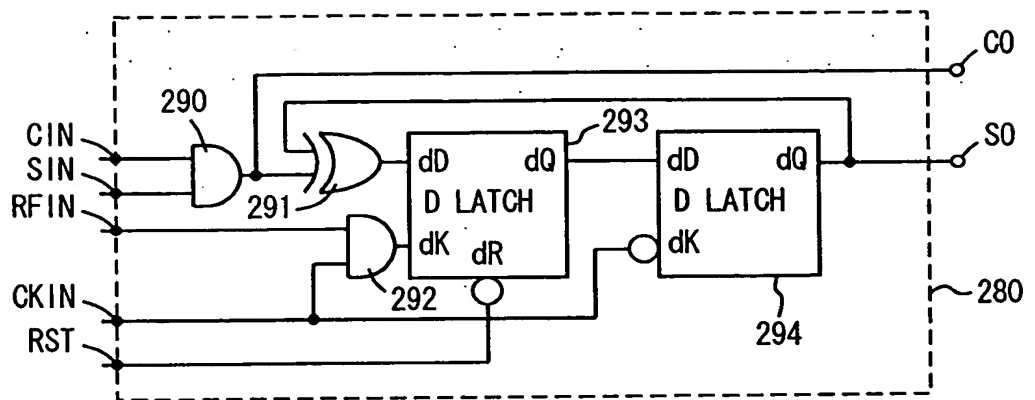 CO
290
293
CIN
dD
dQ
dD
dQ
SO
SIN
291
D LATCH
D LATCH
RFIN
dK
dR
dK
292
CKIN
294
280
RST